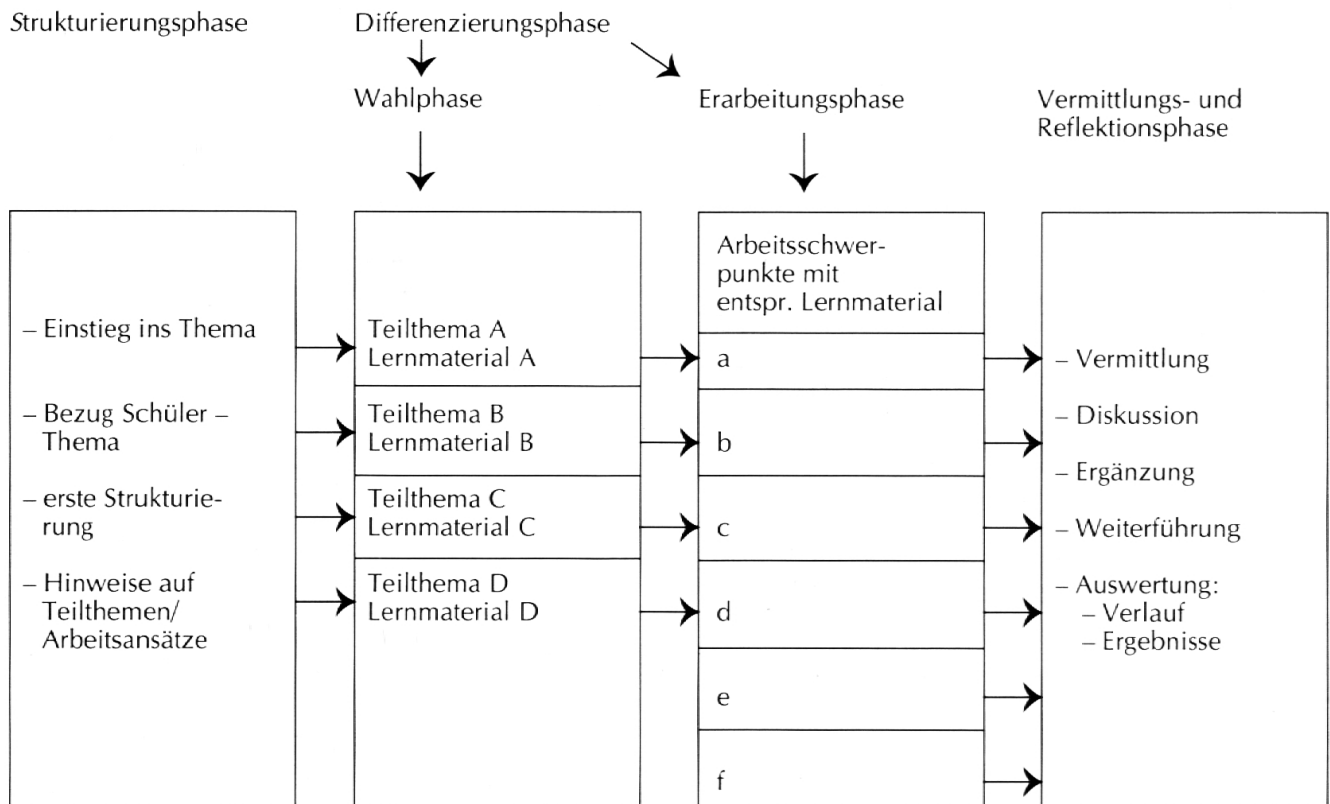 Strukturierungsphase
Differenzierungsphase
Wahlphase
Erarbeitungsphase
Vermittlungs- und
Reflektionsphase
– Einstieg ins Thema
– Bezug Schüler –
Thema
– erste Strukturie-
rung
– Hinweise auf
Teilthemen/
Arbeitsansätze
Teilthema A
Lernmaterial A
Teilthema B
Lernmaterial B
Teilthema C
Lernmaterial C
Teilthema D
Lernmaterial D
Arbeitsschwer-
punkte mit
entspr. Lernmaterial
a
b
c
d
e
f
– Vermittlung
– Diskussion
– Ergänzung
– Weiterführung
– Auswertung:
– Verlauf
– Ergebnisse